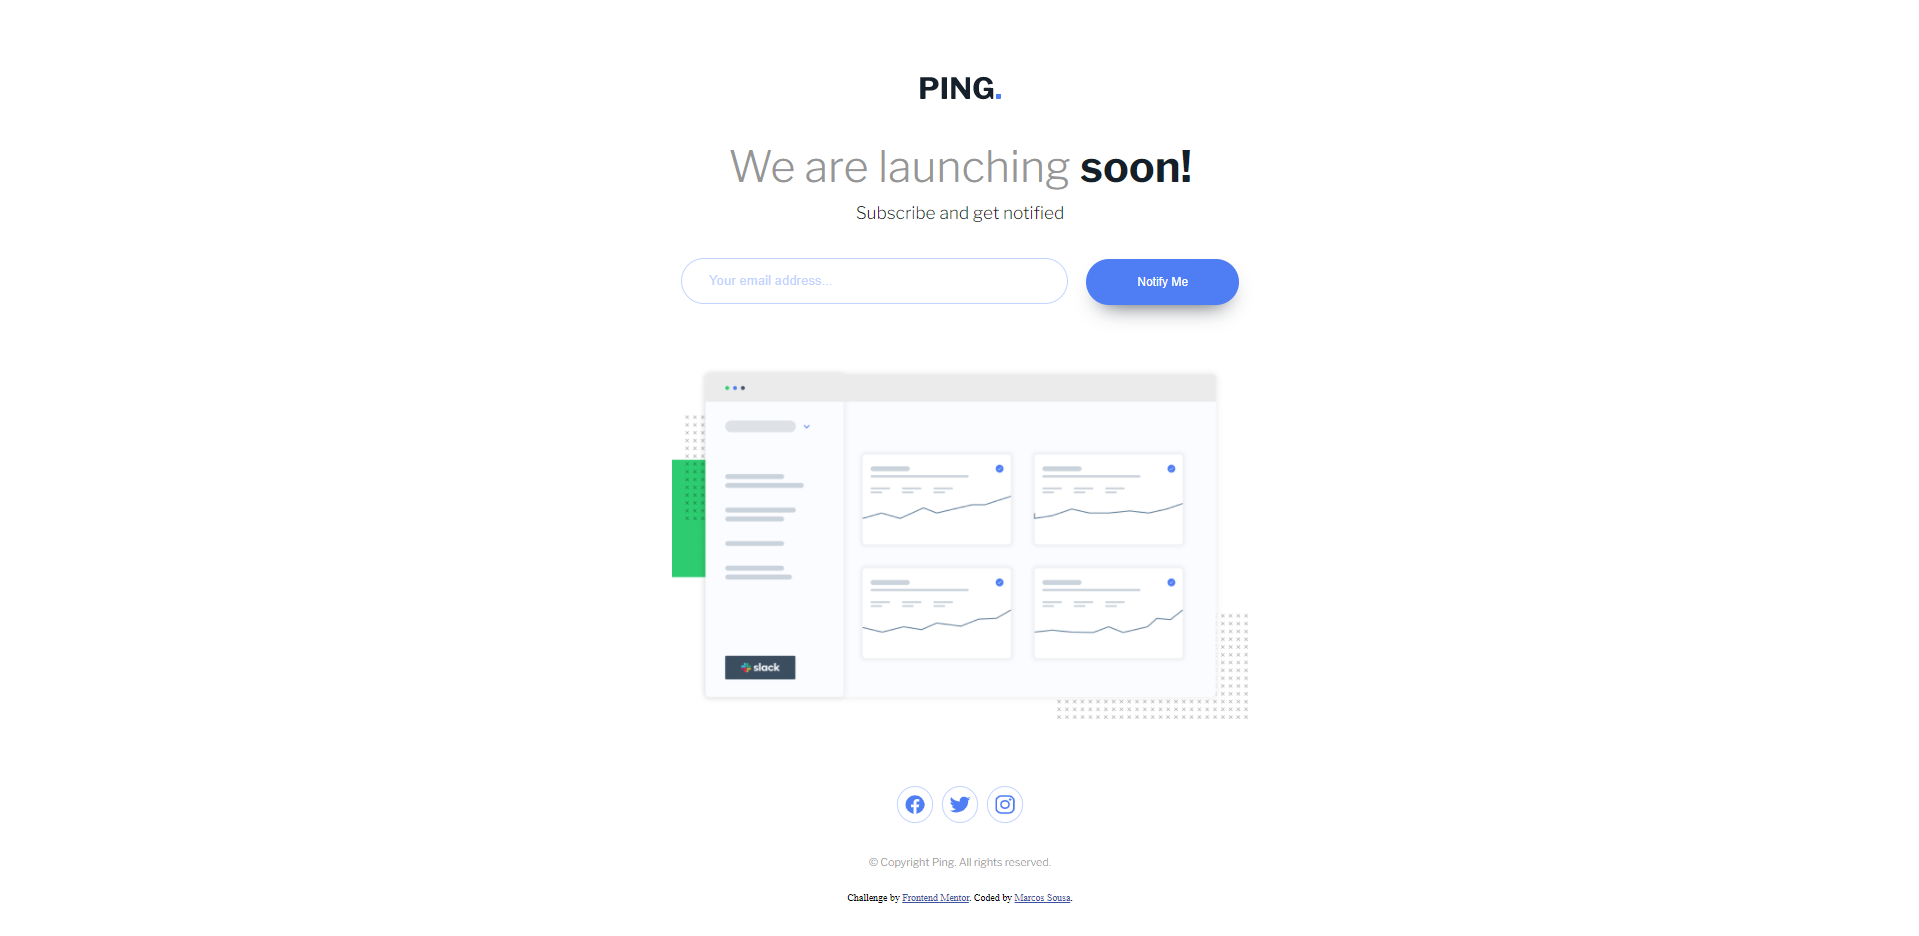 PING.
We are launching soon!
Subscribe and get notified
Your email address...
Notify Me
slack
© Copyright Ping. All rights reserved.
Challenge by Frontend Mentor. Coded by Marcos Sousa.